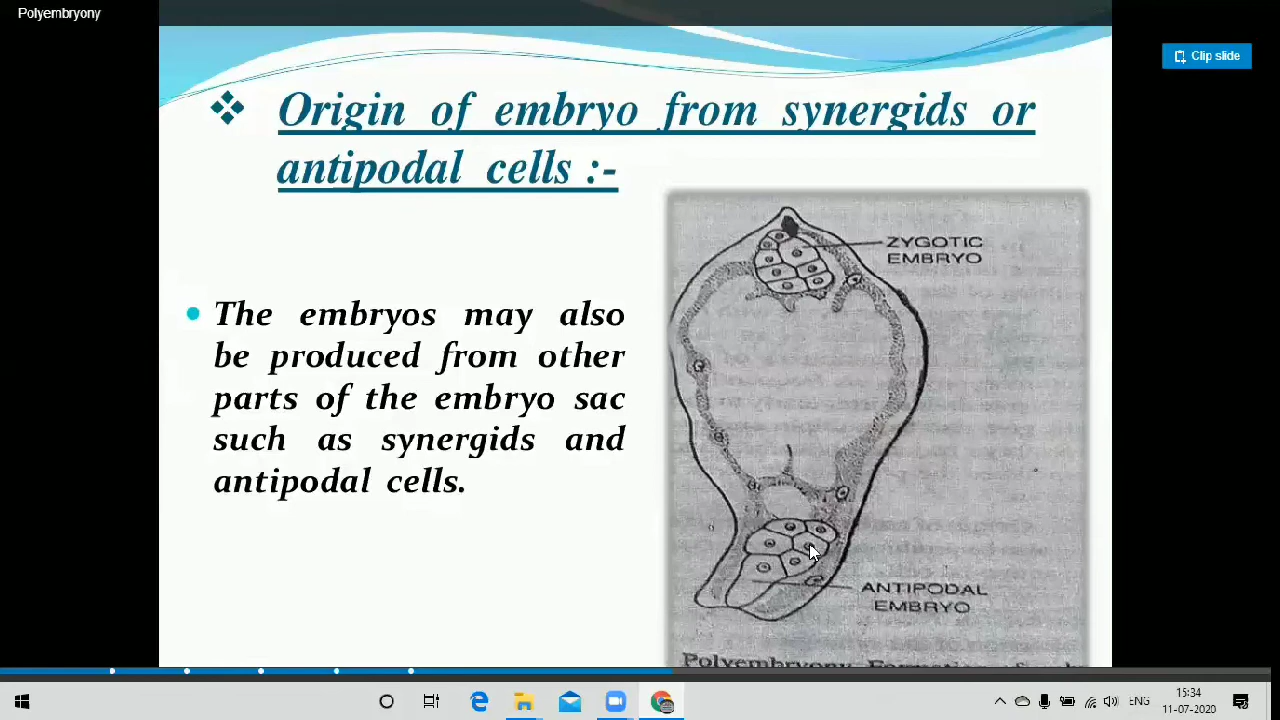 Polyembryony
Clip slide
Origin of embryo from synergids or
antipodal cells :-
The embryos may also
be produced from other
parts of the embryo sac
such as synergids and
antipodal cells.
ZYGOTIC
EMBRYO
ANTIPODAL
EMBRYO
Polyembryony
ENG
15:34
11-07-2020